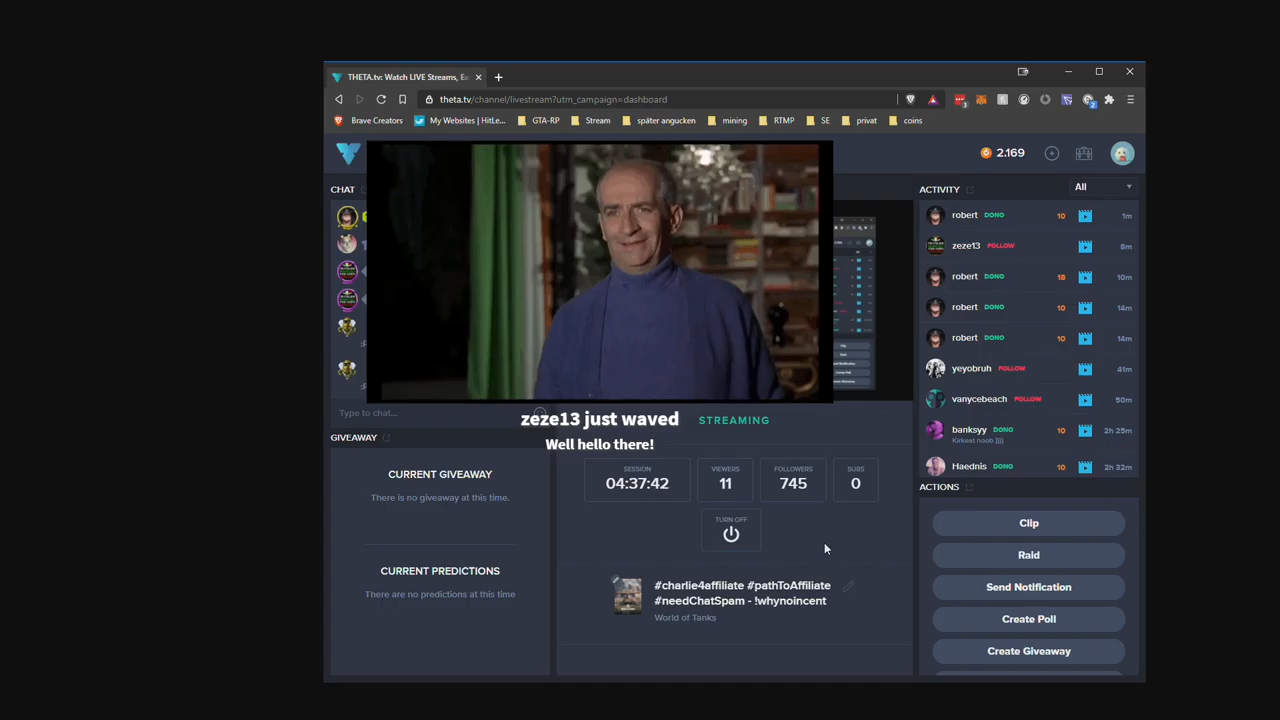 THETA.tv: Watch LIVE Streams, Ea
theta.tv/channel/livestream?utm_campaign=dashboard
3
2
Brave Creators
My Websites | HitLe...
GTA-RP
Stream
später angucken
mining
RTMP
SE
privat
coins
2.169
CHAT
Type to chat...
zeze13 just waved
Well hello there!
STREAMING
GIVEAWAY
CURRENT GIVEAWAY
There is no giveaway at this time.
CURRENT PREDICTIONS
There are no predictions at this time
SESSION
04:37:42
VIEWERS
11
FOLLOWERS
745
SUBS
0
TURN OFF
#charlie4affiliate #pathToAffiliate
#needChatSpam - !whynoincent
World of Tanks
ACTIVITY
All
robert DONO 10 1m
zeze13 FOLLOW 8m
robert DONO 18 10m
robert DONO 10 14m
robert DONO 10 14m
yeyobruh FOLLOW 41m
vanycebeach FOLLOW 50m
banksyy DONO 10 2h 25m
Kirkest noob ))))
Haednis DONO 10 2h 32m
ACTIONS
Clip
Raid
Send Notification
Create Poll
Create Giveaway